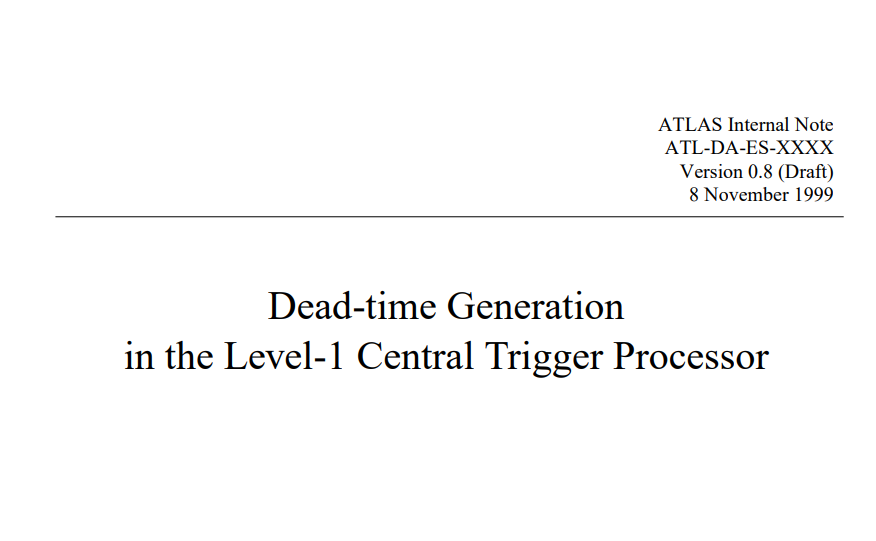 ATLAS Internal Note
ATL-DA-ES-XXXX
Version 0.8 (Draft)
8 November 1999
Dead-time Generation
in the Level-1 Central Trigger Processor